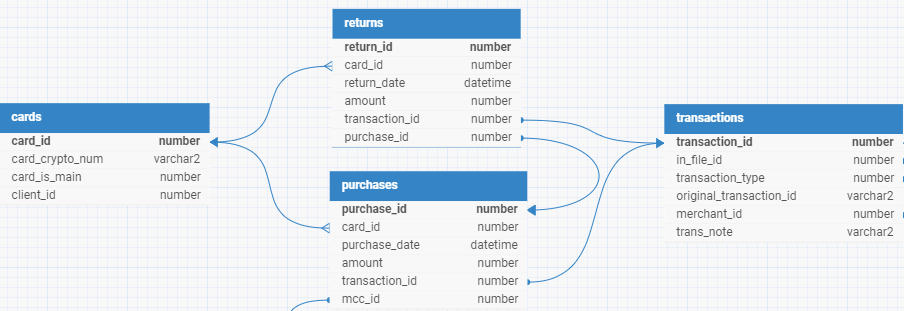 returns
return_id number
card_id number
return_date datetime
amount number
transaction_id number
purchase_id number
cards
card_id number
card_crypto_num varchar2
card_is_main number
client_id number
purchases
purchase_id number
card_id number
purchase_date datetime
amount number
transaction_id number
mcc_id number
transactions
transaction_id number
in_file_id number
transaction_type number
original_transaction_id varchar2
merchant_id number
trans_note varchar2